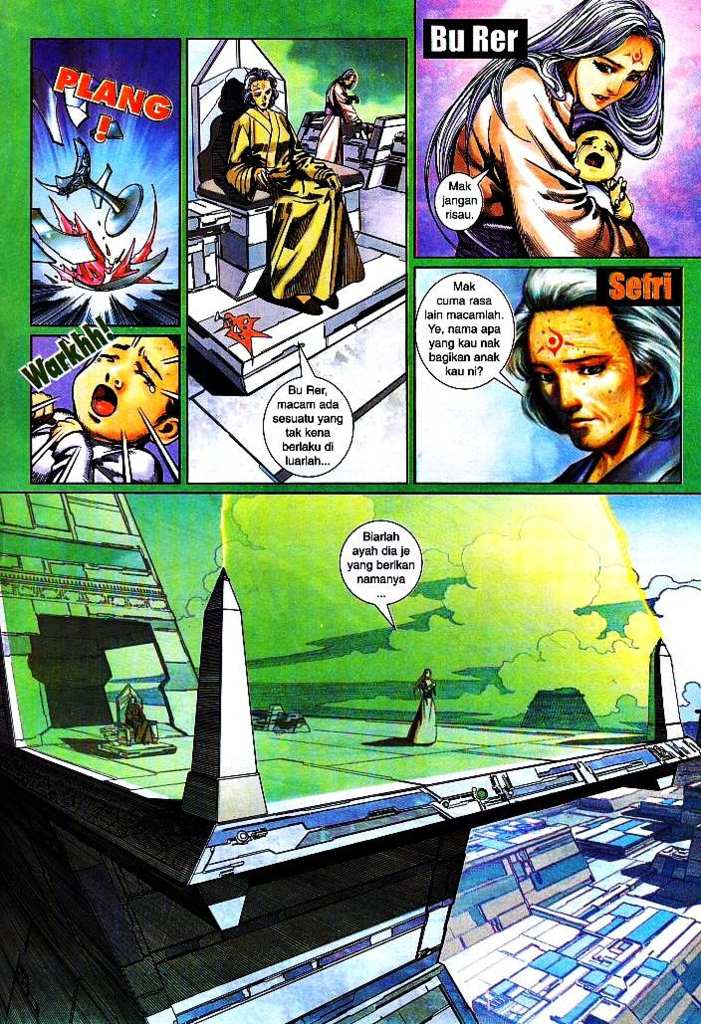 PLANG
!
Warkhh!
Bu Rer,
macam ada
sesuatu yang
tak kena
berlaku di
luarlah...
Bu Rer
Mak
jangan
risau.
Sefri
Mak
cuma rasa
lain macamlah.
Ye, nama apa
yang kau nak
bagikan anak
kau ni?
Biarlah
ayah dia je
yang berikan
namanya
...